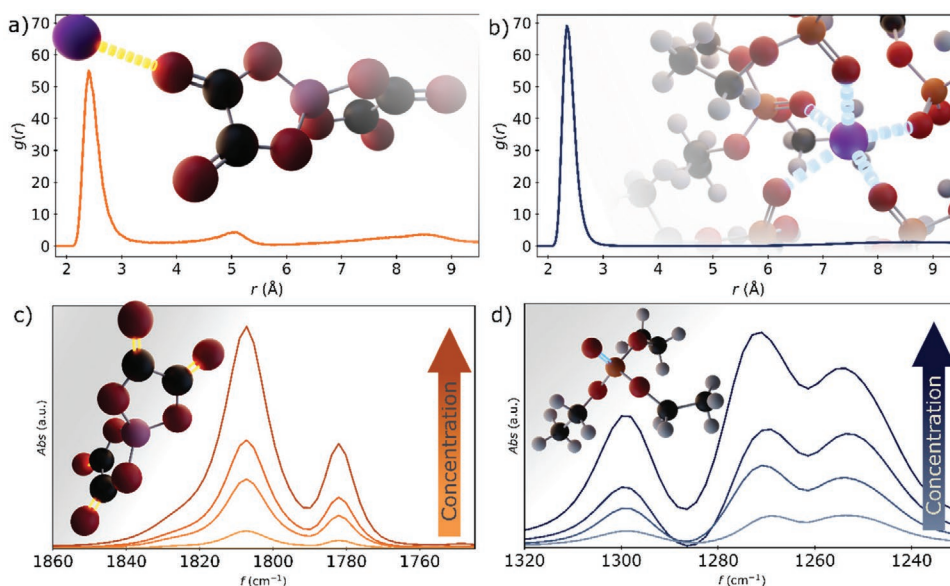 a)
70
60
50
40
30
20
10
0
g(r)
2 3 4 5 6 7 8 9
r (Å)
b)
70
60
50
40
30
20
10
0
g(r)
2 3 4 5 6 7 8 9
r (Å)
c)
Abs (a.u.)
Concentration
1860 1840 1820 1800 1780 1760
f (cm⁻¹)
d)
Abs (a.u.)
Concentration
1320 1300 1280 1260 1240
f (cm⁻¹)